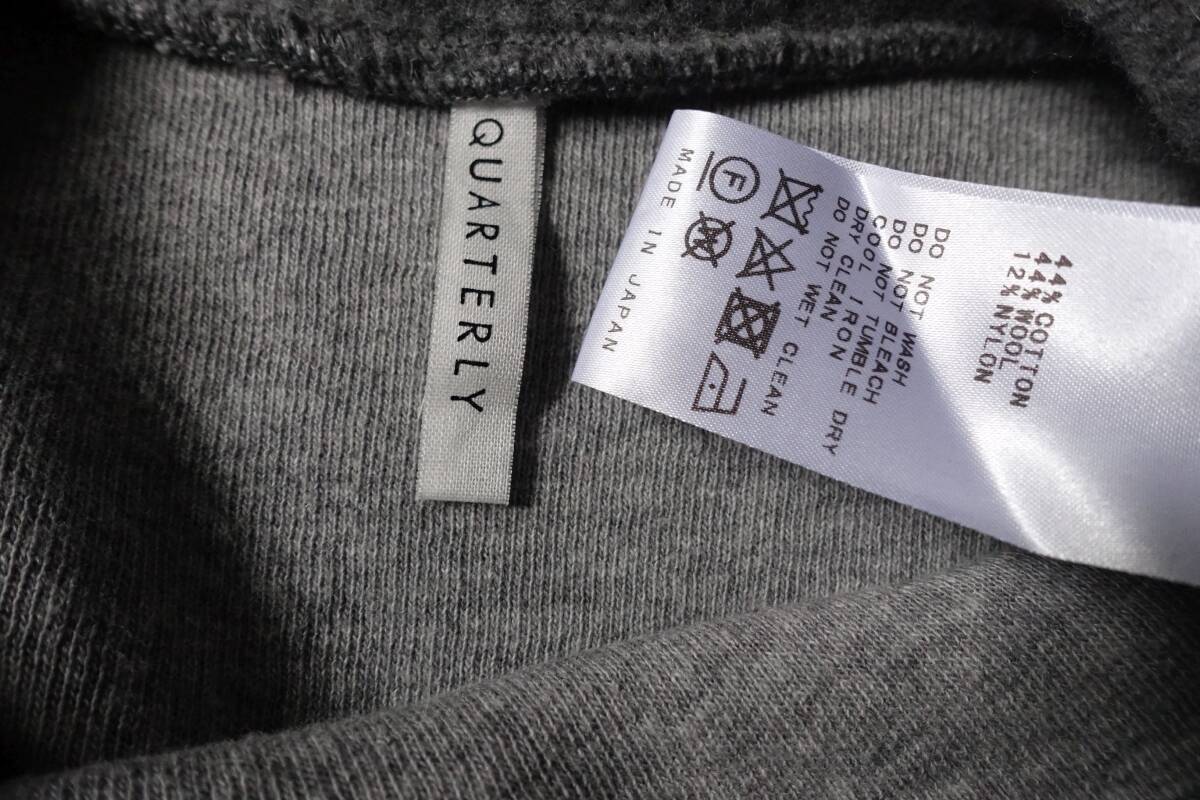 QUARTERLY
44% COTTON
44% WOOL
12% NYLON
DO NOT WASH
DO NOT BLEACH
DO NOT TUMBLE DRY
COOL IRON
DRY CLEAN
DO NOT WET CLEAN
F
W
MADE IN JAPAN